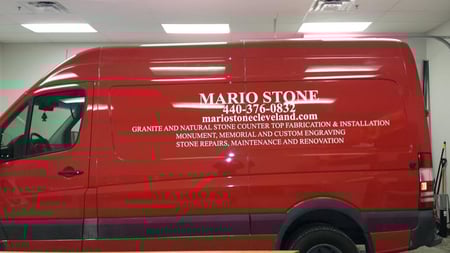 MARIO STONE
440-376-0832
mariostonecleveland.com
GRANITE AND NATURAL STONE COUNTER TOP FABRICATION & INSTALLATION
MONUMENT, MEMORIAL AND CUSTOM ENGRAVING
STONE REPAIRS, MAINTENANCE AND RENOVATION